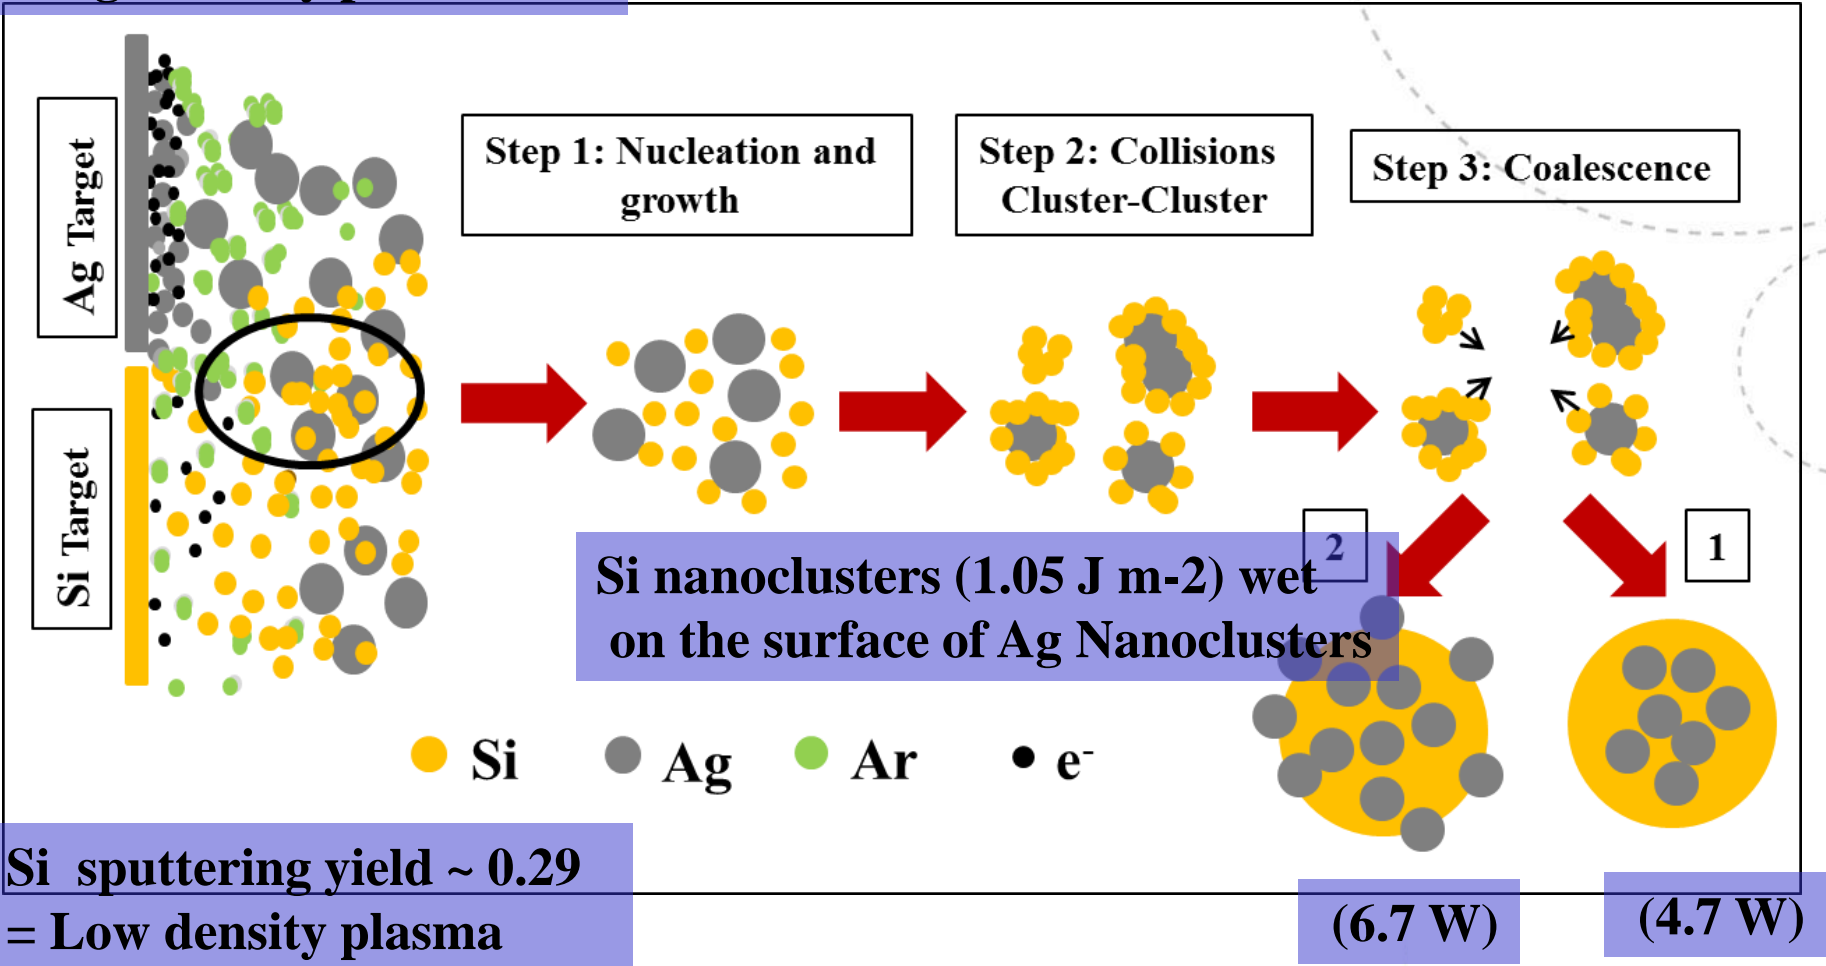 Ag Target
Step 1: Nucleation and
growth
Step 2: Collisions
Cluster-Cluster
Step 3: Coalescence
Si Target
2
1
Si nanoclusters (1.05 J m-2) wet
on the surface of Ag Nanoclusters
Si
Ag
Ar
e-
Si sputtering yield ~ 0.29
= Low density plasma
(6.7 W)
(4.7 W)